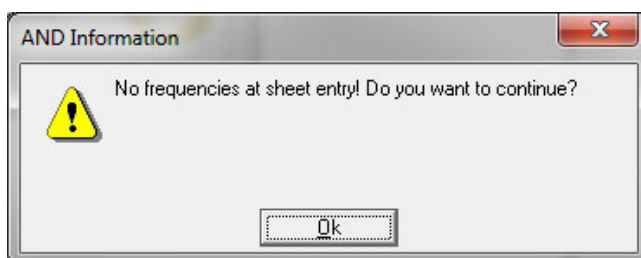 AND Information
No frequencies at sheet entry! Do you want to continue?
Ok